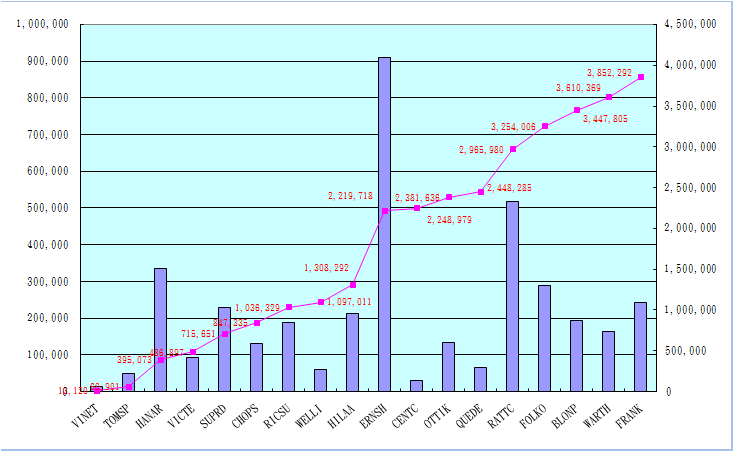 1,000,000
900,000
800,000
700,000
600,000
500,000
400,000
300,000
200,000
100,000
4,500,000
4,000,000
3,500,000
3,000,000
2,500,000
2,000,000
1,500,000
1,000,000
500,000
0
395,073
715,651
847,335
1,036,329
1,097,011
1,308,292
2,219,718
2,248,979
2,381,636
2,448,285
2,965,980
3,254,006
3,447,805
3,610,369
3,852,292
VINET
TOMSP
HANAR
VICTE
SUPRD
CHOPS
RICSU
WELLI
HILAA
ERNSH
CENTC
OTTIK
QUEDE
RATTC
FOLKO
BLONP
WARTH
FRANK